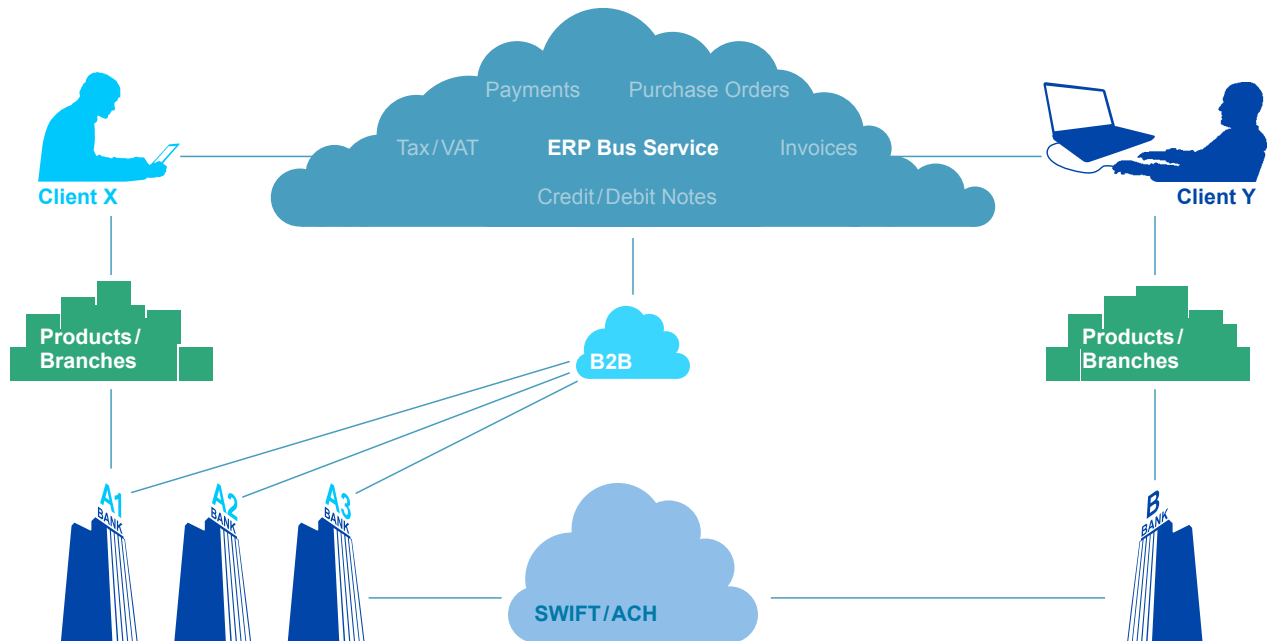 Payments Purchase Orders
Tax/VAT ERP Bus Service Invoices
Credit/Debit Notes
Client X
Client Y
Products/
Branches
B2B
Products/
Branches
A1
BANK
A2
BANK
A3
BANK
B
BANK
SWIFT/ACH